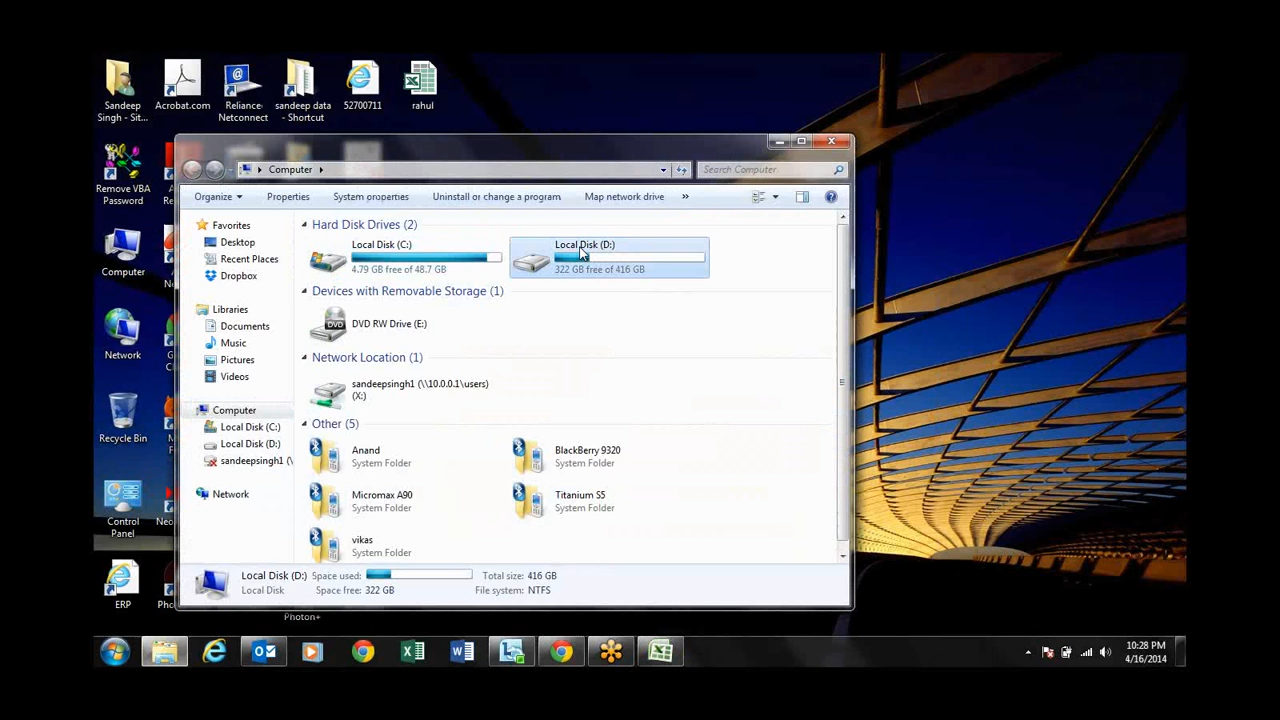 Sandeep
Singh - Sit...
Acrobat.com
Reliance
Netconnect
sandeep data
- Shortcut
52700711
rahul
Remove VBA
Password
Computer
Network
Recycle Bin
Control
Panel
ERP
Computer
Search Computer
Organize
Properties
System properties
Uninstall or change a program
Map network drive
»
Favorites
Desktop
Recent Places
Dropbox
Libraries
Documents
Music
Pictures
Videos
Computer
Local Disk (C:)
Local Disk (D:)
sandeepsingh1 (\
Network
Hard Disk Drives (2)
Local Disk (C:)
4.79 GB free of 48.7 GB
Local Disk (D:)
322 GB free of 416 GB
Devices with Removable Storage (1)
DVD
DVD RW Drive (E:)
Network Location (1)
sandeepsingh1 (\\10.0.0.1\users)
(X:)
Other (5)
Anand
System Folder
BlackBerry 9320
System Folder
Micromax A90
System Folder
Titanium S5
System Folder
vikas
System Folder
Local Disk (D:) Space used: Total size: 416 GB
Local Disk Space free: 322 GB File system: NTFS
Photon+
10:28 PM
4/16/2014